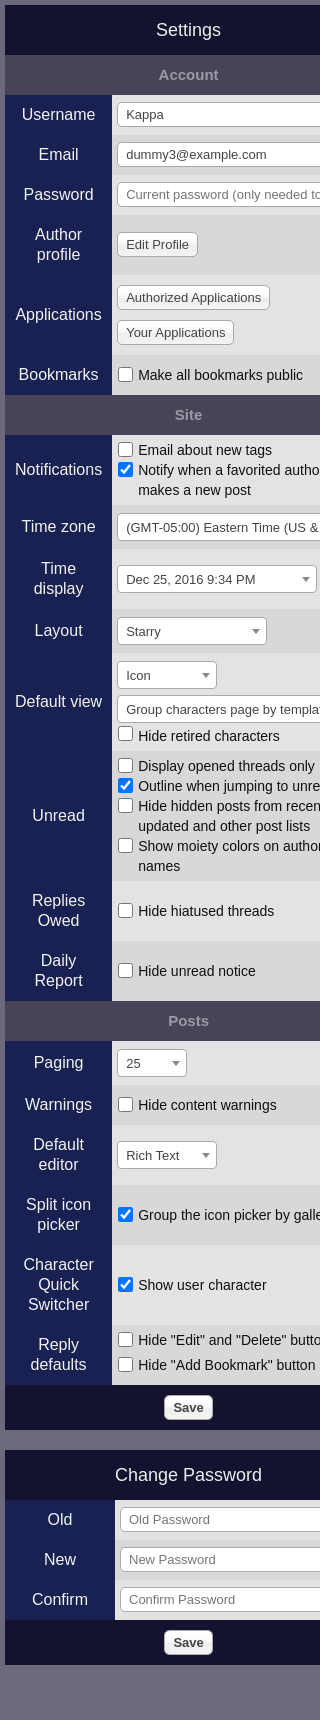 Settings
Account
Username
Kappa
Email
dummy3@example.com
Password
Current password (only needed to
Author
profile
Edit Profile
Applications
Authorized Applications
Your Applications
Bookmarks
Make all bookmarks public
Site
Notifications
Email about new tags
Notify when a favorited
makes a new post
Time zone
(GMT-05:00) Eastern Time (US &
Time
display
Dec 25, 2016 9:34 PM
Layout
Starry
Default view
Icon
Group characters page by
Hide retired characters
Unread
Display opened threads only
Outline when jumping to
Hide hidden posts from
updated and other post lists
Show moiety colors on
names
Replies
Owed
Hide hiatused threads
Daily
Report
Hide unread notice
Posts
Paging
25
Warnings
Hide content warnings
Default
editor
Rich Text
Split icon
picker
Group the icon picker by
Character
Quick
Switcher
Show user character
Reply
defaults
Hide "Edit" and "Delete"
Hide "Add Bookmark" button
Save
Change Password
Old
Old Password
New
New Password
Confirm
Confirm Password
Save